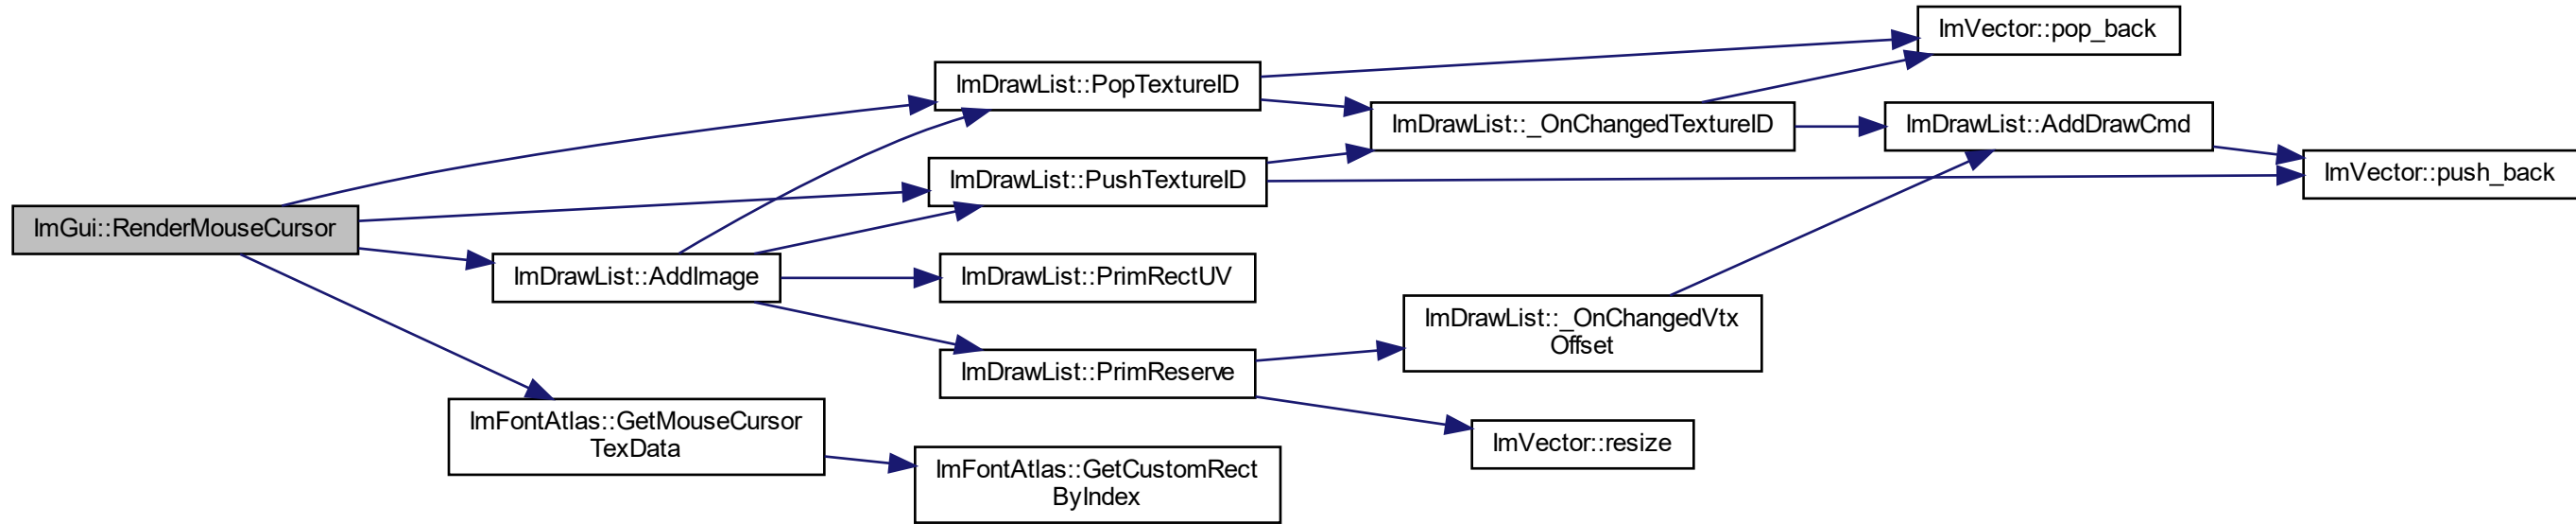 ImVector::pop_back
ImDrawList::PopTextureID
ImDrawList::_OnChangedTextureID
ImDrawList::AddDrawCmd
ImVector::push_back
ImDrawList::PushTextureID
ImGui::RenderMouseCursor
ImDrawList::AddImage
ImDrawList::PrimRectUV
ImDrawList::_OnChangedVtx
Offset
ImDrawList::PrimReserve
ImFontAtlas::GetMouseCursor
TexData
ImVector::resize
ImFontAtlas::GetCustomRect
ByIndex